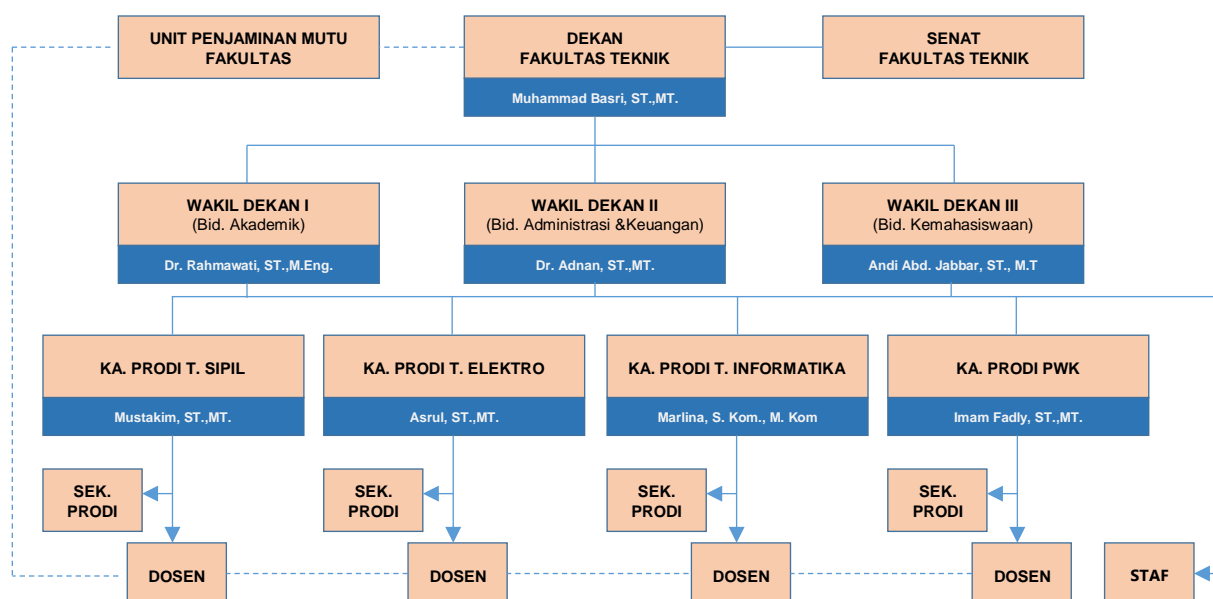 UNIT PENJAMINAN MUTU
FAKULTAS
DEKAN
FAKULTAS TEKNIK
Muhammad Basri, ST.,MT.
SENAT
FAKULTAS TEKNIK
WAKIL DEKAN I
(Bid. Akademik)
Dr. Rahmawati, ST.,M.Eng.
WAKIL DEKAN II
(Bid. Administrasi &Keuangan)
Dr. Adnan, ST.,MT.
WAKIL DEKAN III
(Bid. Kemahasiswaan)
Andi Abd. Jabbar, ST., M.T
KA. PRODI T. SIPIL
Mustakim, ST.,MT.
KA. PRODI T. ELEKTRO
Asrul, ST.,MT.
KA. PRODI T. INFORMATIKA
Marlina, S. Kom., M. Kom
KA. PRODI PWK
Imam Fadly, ST.,MT.
SEK.
PRODI
SEK.
PRODI
SEK.
PRODI
SEK.
PRODI
DOSEN
DOSEN
DOSEN
DOSEN
STAF